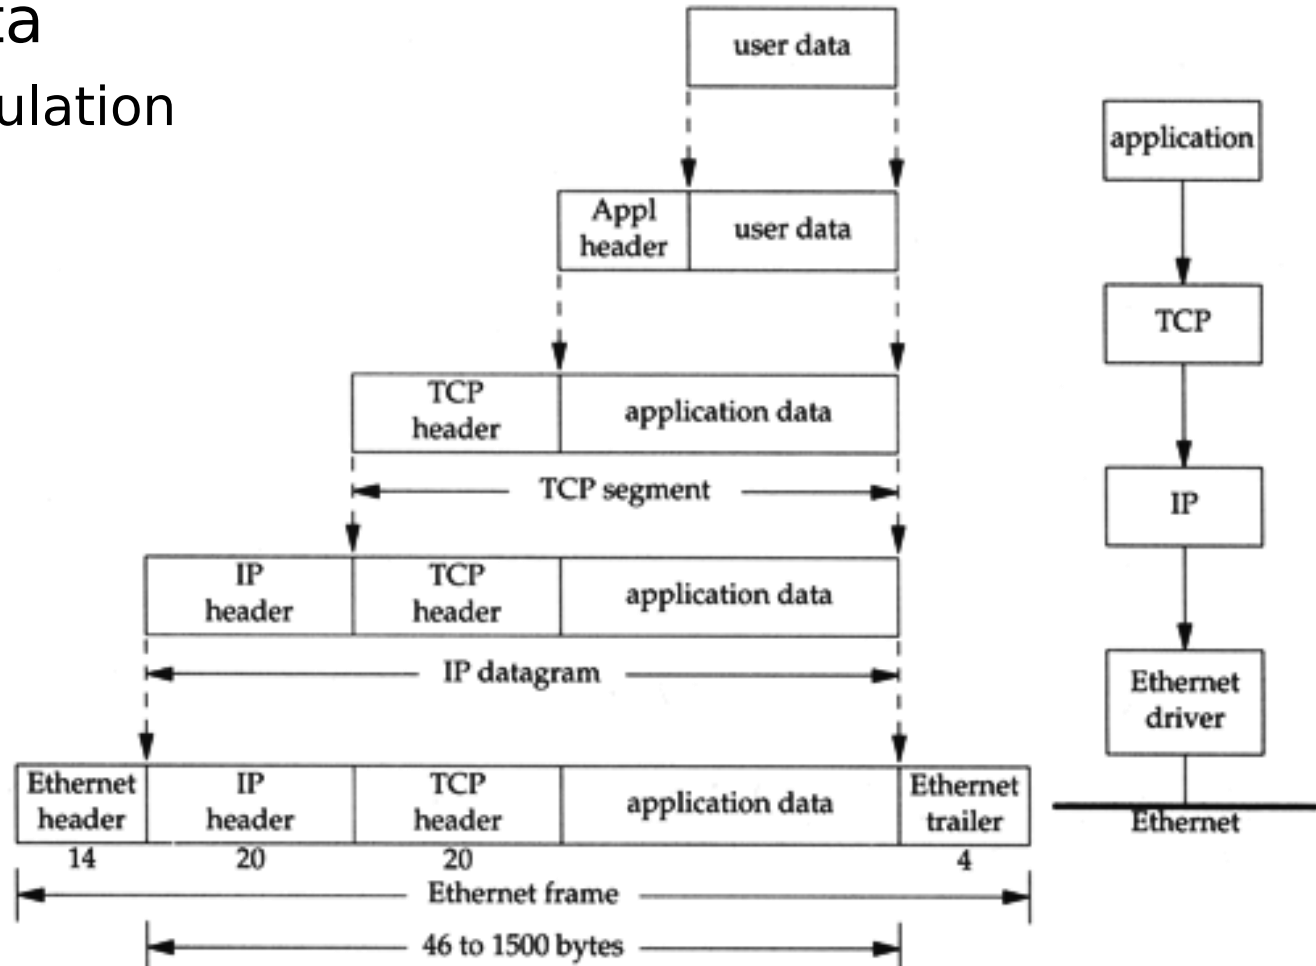 ta
ulation
user data
application
Appl
header
user data
TCP
TCP
header
application data
TCP segment
IP
IP
header
TCP
header
application data
IP datagram
Ethernet
driver
Ethernet
header
IP
header
TCP
header
application data
Ethernet
trailer
Ethernet
14
20
20
4
Ethernet frame
46 to 1500 bytes